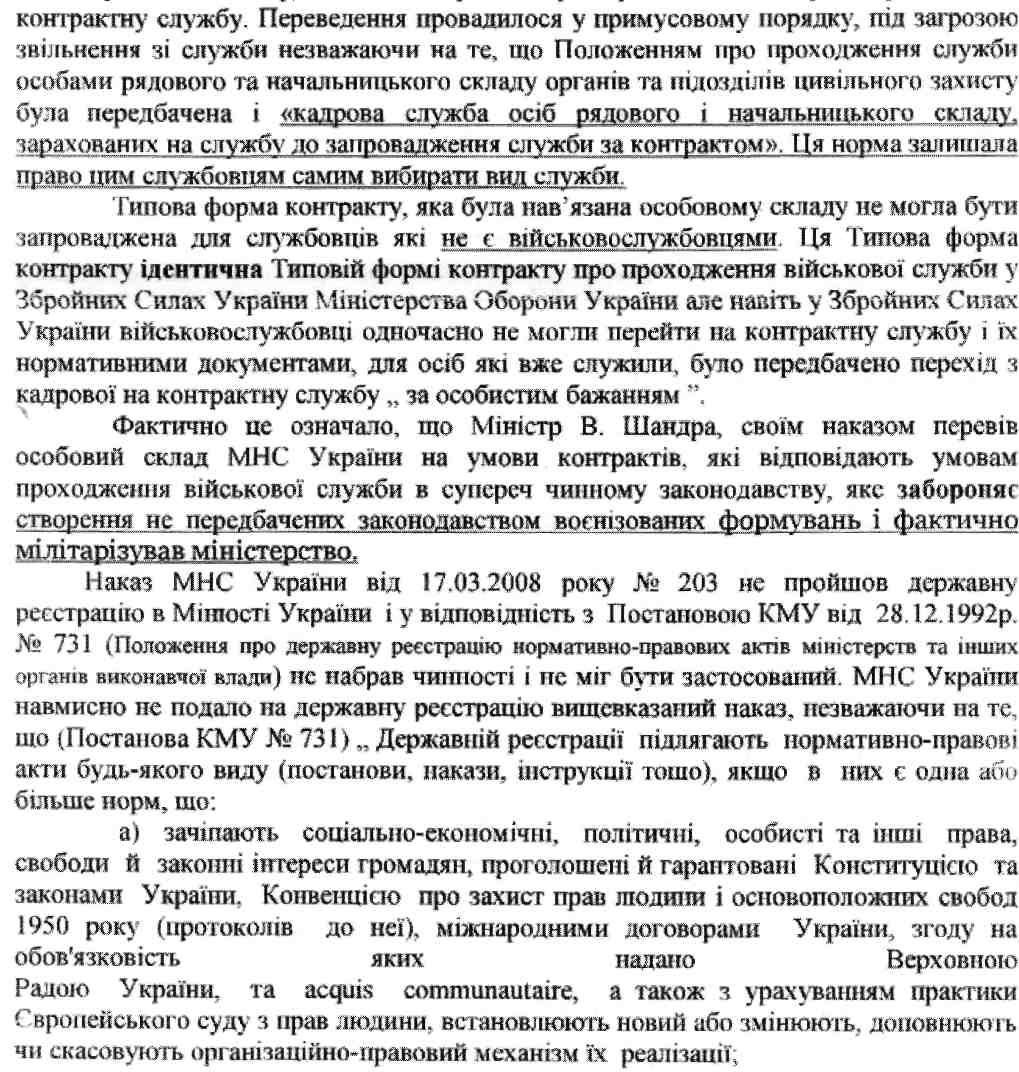 контрактну службу. Переведення провадилося у примусовому порядку, під загрозою
звільнення зі служби незважаючи на те, що Положенням про проходження служби
особами рядового та начальницького складу органів та підозділів цивільного захисту
була передбачена і «кадрова служба осіб рядового і начальницького складу,
зарахованих на службу до запровадження служби за контрактом». Ця норма залишала
право цим службовцям самим вибирати вид служби.
Типова форма контракту, яка була нав’язана особовому складу не могла бути
запроваджена для службовців які не є військовослужбовцями. Ця Типова форма
контракту ідентична Типовій формі контракту про проходження військової служби у
Збройних Силах України Міністерства Оборони України але навіть у Збройних Силах
України військовослужбовці одночасно не могли перейти на контрактну службу і їх
нормативними документами, для осіб які вже служили, було передбачено перехід з
кадрової на контрактну службу „ за особистим бажанням ”.
Фактично це означало, що Міністр В. Шандра, своїм наказом перевів
особовий склад МНС України на умови контрактів, які відповідають умовам
проходження військової служби в супереч чинному законодавству, яке забороняє
створення не передбачених законодавством воєнізованих формувань і фактично
мілітарізував міністерство.
Наказ МНС України від 17.03.2008 року № 203 не пройшов державну
реєстрацію в Мінюсті України і у відповідність з Постановою КМУ від 28.12.1992р.
№ 731 (Положення про державну реєстрацію нормативно-правових актів міністерств та інших
органів виконавчої влади) не набрав чинності і не міг бути застосований. МНС України
навмисно не подало на державну реєстрацію вищевказаний наказ, незважаючи на те,
що (Постанова КМУ № 731) „ Державній реєстрації підлягають нормативно-правові
акти будь-якого виду (постанови, накази, інструкції тощо), якщо в них є одна або
більше норм, що:
а) зачіпають соціально-економічні, політичні, особисті та інші права,
свободи й законні інтереси громадян, проголошені й гарантовані Конституцією та
законами України, Конвенцією про захист прав людини і основоположних свобод
1950 року (протоколів до неї), міжнародними договорами України, згоду на
обов'язковість яких надано Верховною
Радою України, та acquis communautaire, а також з урахуванням практики
Європейського суду з прав людини, встановлюють новий або змінюють, доповнюють
чи скасовують організаційно-правовий механізм їх реалізації;